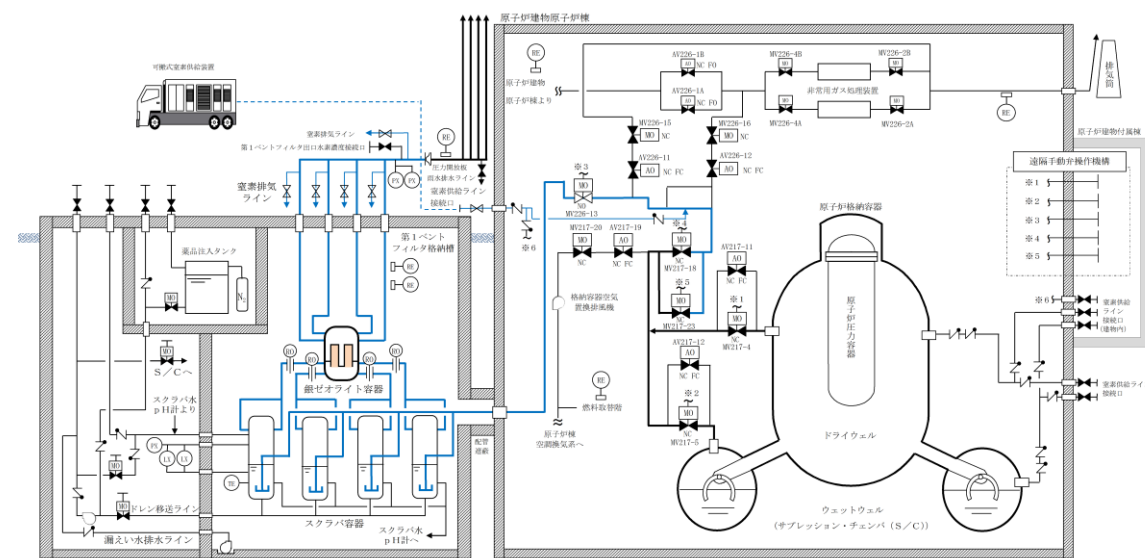 原子炉建物原子炉棟
可搬式窒素供給装置
RE
原子炉建物
原子炉棟より
AV226-1B
AO
NC FO
AV226-1A
AO
NC FO
MV226-4B
MO
MV226-2B
MO
非常用ガス処理装置
MO
MV226-4A
MO
MV226-2A
RE
排気筒
窒素排気ライン
第1ベントフィルタ出口水素濃度接続口
RE
PX
PX
圧力開放板
雨水排水ライン
窒素供給ライン
接続口
窒素排気
ライン
MV226-15
MO
NC
MV226-16
MO
NC
AV226-11
AO
NC FC
AV226-12
AO
NC FC
※3
MO
NO
MV226-13
※6
原子炉建物付属棟
遠隔手動弁操作機構
※1
※2
※3
※4
※5
第1ベント
フィルタ格納槽
RE
RE
薬品注入タンク
MO
N₂
MV217-20
MO
NC
AV217-19
AO
NC FC
※4
MO
NC
MV217-18
※5
MO
NC
MV217-23
AV217-11
AO
NC FC
※1
MO
NC
MV217-4
AV217-12
AO
NC FC
※2
MO
NC
MV217-5
格納容器空気
置換排風機
RE
燃料取替階
原子炉棟
空調換気系へ
原子炉格納容器
原子炉圧力容器
ドライウェル
ウェットウェル
(サプレッション・チェンバ(S/C))
※6
窒素供給
ライン
接続口
(建物内)
窒素供給ライン
接続口
MO
S/Cへ
スクラバ水
pH計より
RO
RO
RO
RO
銀ゼオライト容器
PX
LX
LX
MO
TE
MO
ドレン移送ライン
漏えい水排水ライン
スクラバ容器
スクラバ水
pH計へ
配管
遮蔽